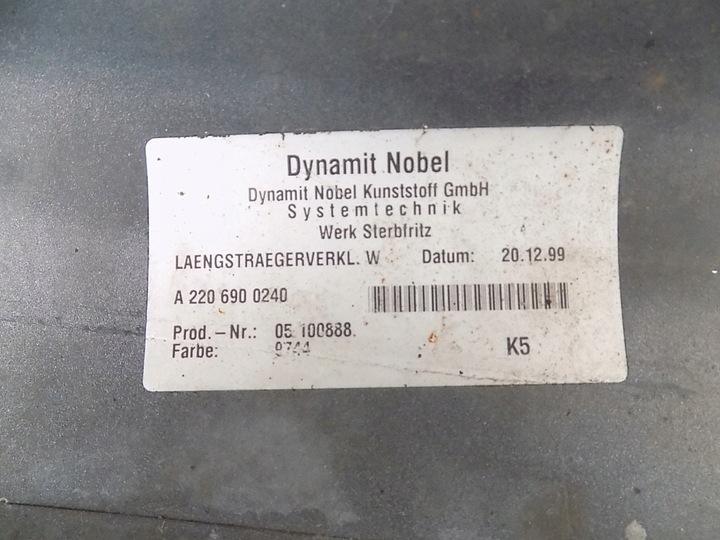 Dynamit Nobel
Dynamit Nobel Kunststoff GmbH
Systemtechnik
Werk Sterbfritz
LAENGSTRAEGERVERKL. W Datum: 20.12.99
A 220 690 0240
Prod.-Nr.: 05 100888.
Farbe: 9744
K5